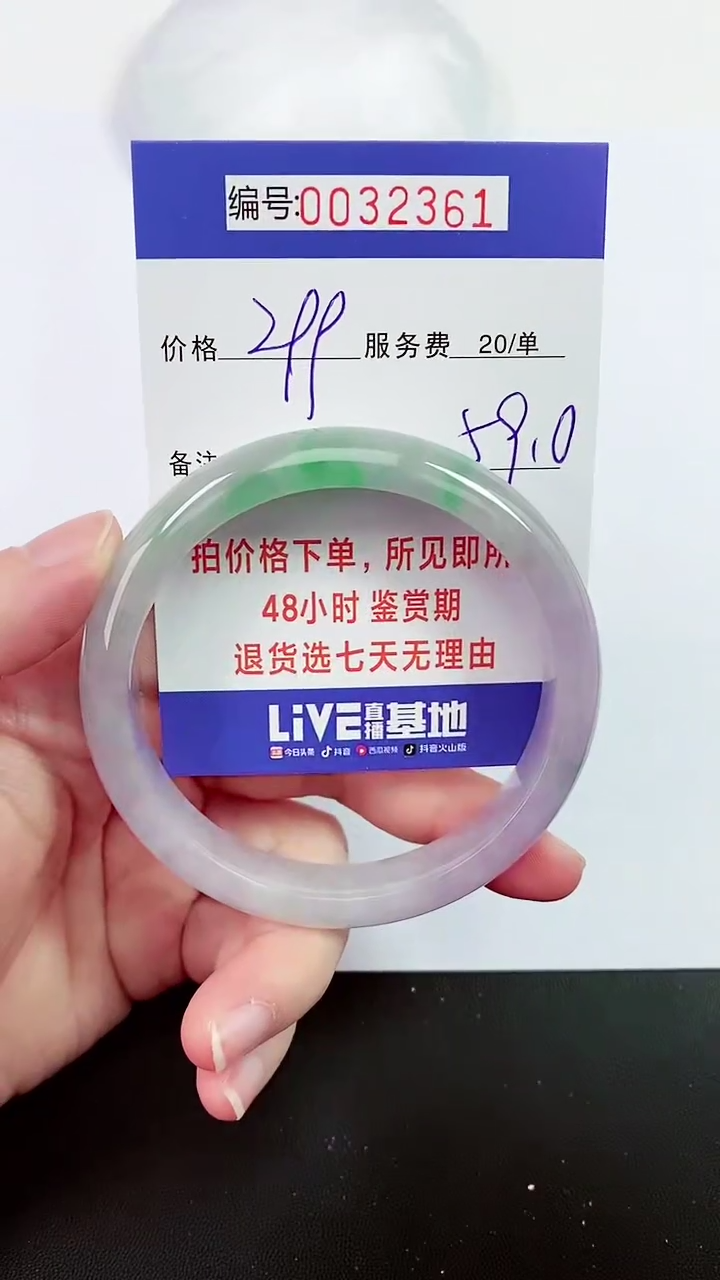 编号:0032361
价格 299 服务费 20/单
备注 59.0
拍价格下单，所见即所
48小时 鉴赏期
退货选七天无理由
LiVE直播基地
今日头条 抖音 西瓜视频 抖音火山版